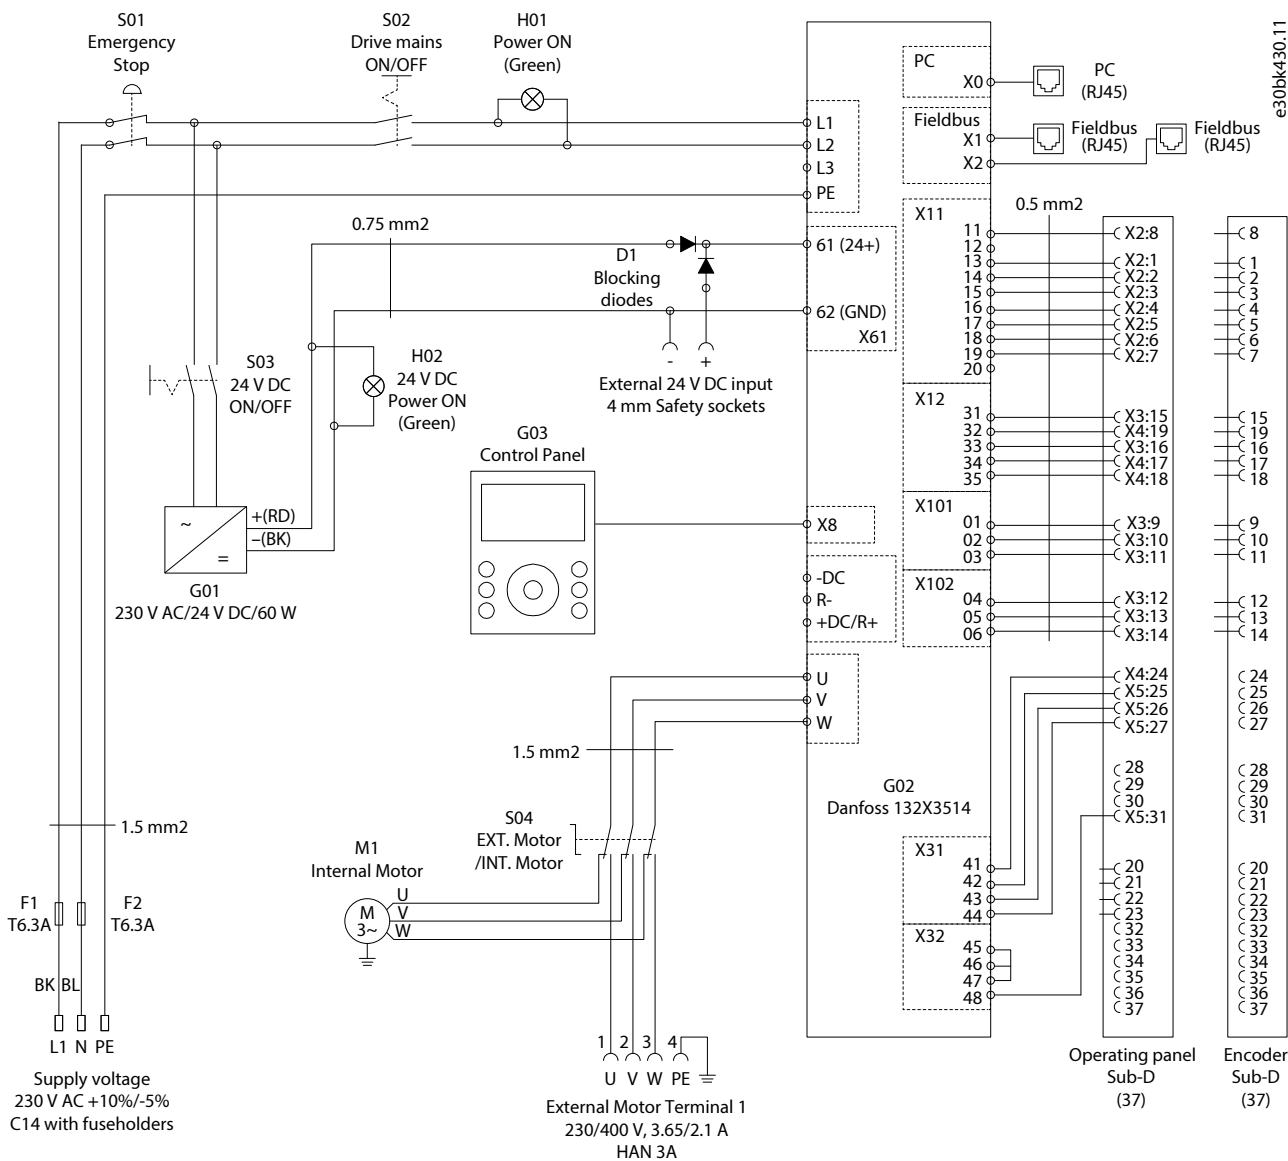 S01
Emergency
Stop
S02
Drive mains
ON/OFF
H01
Power ON
(Green)
e30bk430.11
L1
L2
L3
PE
PC
X0
PC
(RJ45)
Fieldbus
X1
X2
Fieldbus
(RJ45)
Fieldbus
(RJ45)
0.75 mm2
D1
Blocking
diodes
61 (24+)
62 (GND)
X61
-
+
External 24 V DC input
4 mm Safety sockets
S03
24 V DC
ON/OFF
H02
24 V DC
Power ON
(Green)
G03
Control Panel
~
=
+(RD)
–(BK)
G01
230 V AC/24 V DC/60 W
X8
-DC
R-
+DC/R+
U
V
W
X11
11
12
13
14
15
16
17
18
19
20
0.5 mm2
X2:8
X2:1
X2:2
X2:3
X2:4
X2:5
X2:6
X2:7
8
1
2
3
4
5
6
7
X12
31
32
33
34
35
X3:15
X4:19
X3:16
X4:17
X4:18
15
19
16
17
18
X101
01
02
03
X3:9
X3:10
X3:11
9
10
11
X102
04
05
06
X3:12
X3:13
X3:14
12
13
14
X4:24
X5:25
X5:26
X5:27
24
25
26
27
28
29
30
X5:31
28
29
30
31
1.5 mm2
G02
Danfoss 132X3514
S04
EXT. Motor
/INT. Motor
M1
Internal Motor
M
3~
U
V
W
X31
41
42
43
44
X32
45
46
47
48
20
21
22
23
32
33
34
35
36
37
20
21
22
23
32
33
34
35
36
37
1.5 mm2
F1
T6.3A
F2
T6.3A
BK
BL
L1 N PE
Supply voltage
230 V AC +10%/-5%
C14 with fuseholders
1 2 3 4
U V W PE
External Motor Terminal 1
230/400 V, 3.65/2.1 A
HAN 3A
Operating panel
Sub-D
(37)
Encoder
Sub-D
(37)